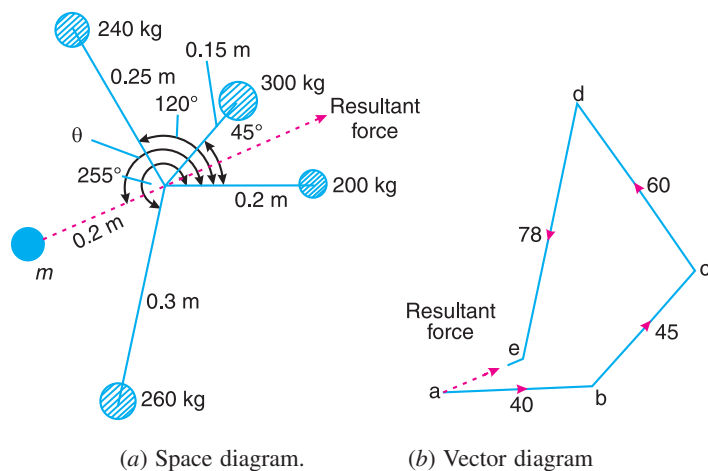 240 kg
0.15 m
0.25 m
300 kg
120°
Resultant
force
θ
45°
255°
200 kg
0.2 m
0.2 m
m
0.3 m
260 kg
(a) Space diagram.
d
60
78
c
Resultant
force
45
e
a
40
b
(b) Vector diagram